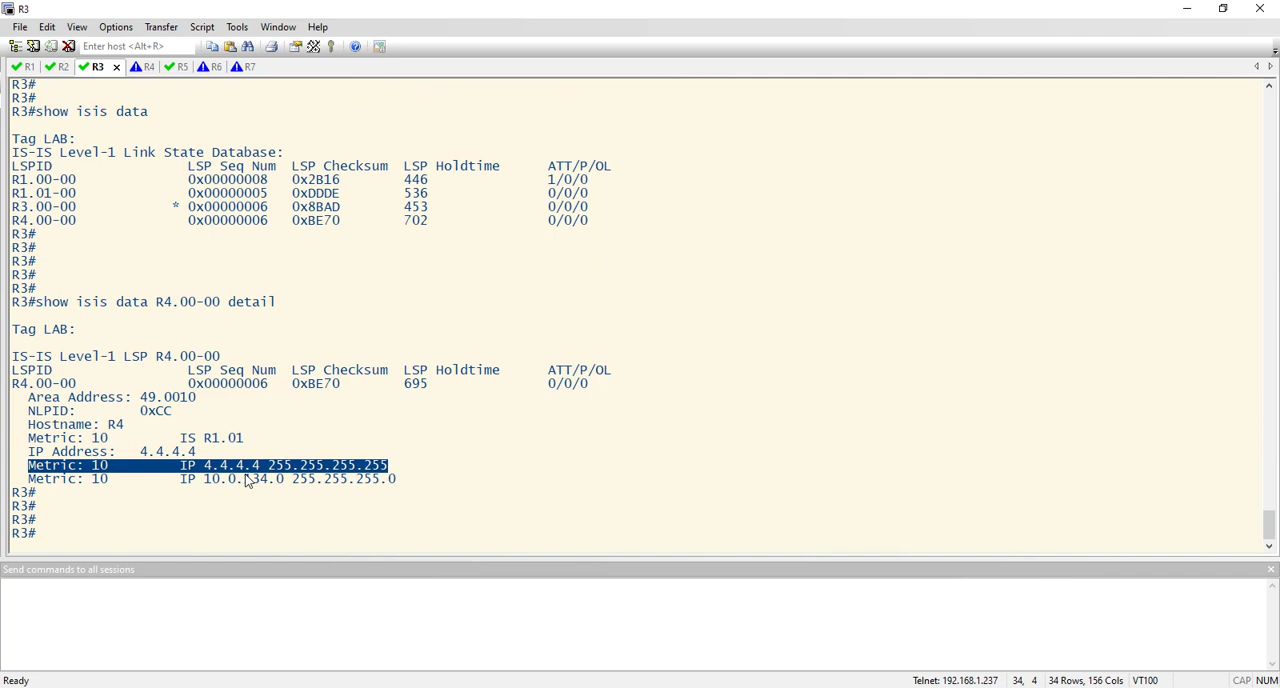 R3
File Edit View Options Transfer Script Tools Window Help
Enter host <Alt+R>
R1 R2 R3 R4 R5 R6 R7
R3#
R3#
R3#show isis data
Tag LAB:
IS-IS Level-1 Link State Database:
LSPID LSP Seq Num LSP Checksum LSP Holdtime ATT/P/OL
R1.00-00 0x00000008 0x2B16 446 1/0/0
R1.01-00 0x00000005 0xDDDE 536 0/0/0
R3.00-00 * 0x00000006 0x8BAD 453 0/0/0
R4.00-00 0x00000006 0xBE70 702 0/0/0
R3#
R3#
R3#
R3#
R3#
R3#show isis data R4.00-00 detail
Tag LAB:
IS-IS Level-1 LSP R4.00-00
LSPID LSP Seq Num LSP Checksum LSP Holdtime ATT/P/OL
R4.00-00 0x00000006 0xBE70 695 0/0/0
Area Address: 49.0010
NLPID: 0xCC
Hostname: R4
Metric: 10 IS R1.01
IP Address: 4.4.4.4
Metric: 10 IP 4.4.4.4 255.255.255.255
Metric: 10 IP 255.255.255.0
R3#
R3#
R3#
R3#
Send commands to all sessions
Ready Telnet: 192.168.1.237 34, 4 34 Rows, 156 Cols VT100 CAP NUM